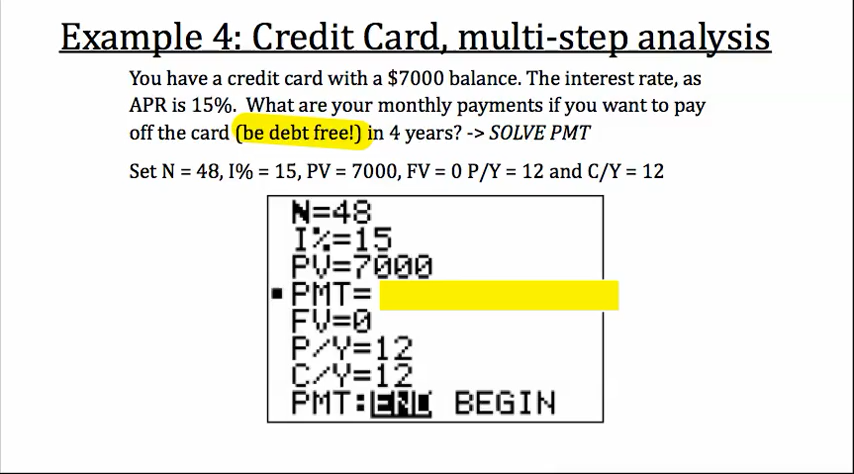 Example 4: Credit Card, multi-step analysis
You have a credit card with a $7000 balance. The interest rate, as
APR is 15%. What are your monthly payments if you want to pay
off the card (be debt free!) in 4 years? -> SOLVE PMT
Set N = 48, I% = 15, PV = 7000, FV = 0 P/Y = 12 and C/Y = 12
N=48
I%=15
PV=7000
▪PMT=
FV=0
P/Y=12
C/Y=12
PMT:END BEGIN